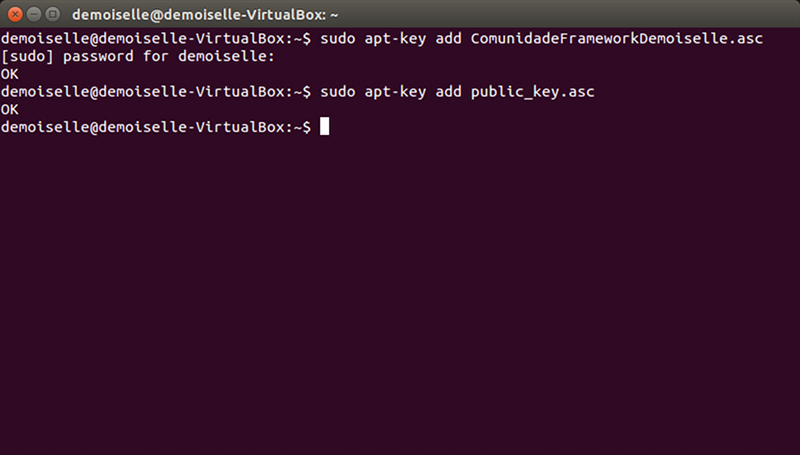 demoiselle@demoiselle-VirtualBox: ~
demoiselle@demoiselle-VirtualBox:~$ sudo apt-key add ComunidadeFrameworkDemoiselle.asc
[sudo] password for demoiselle:
OK
demoiselle@demoiselle-VirtualBox:~$ sudo apt-key add public_key.asc
OK
demoiselle@demoiselle-VirtualBox:~$